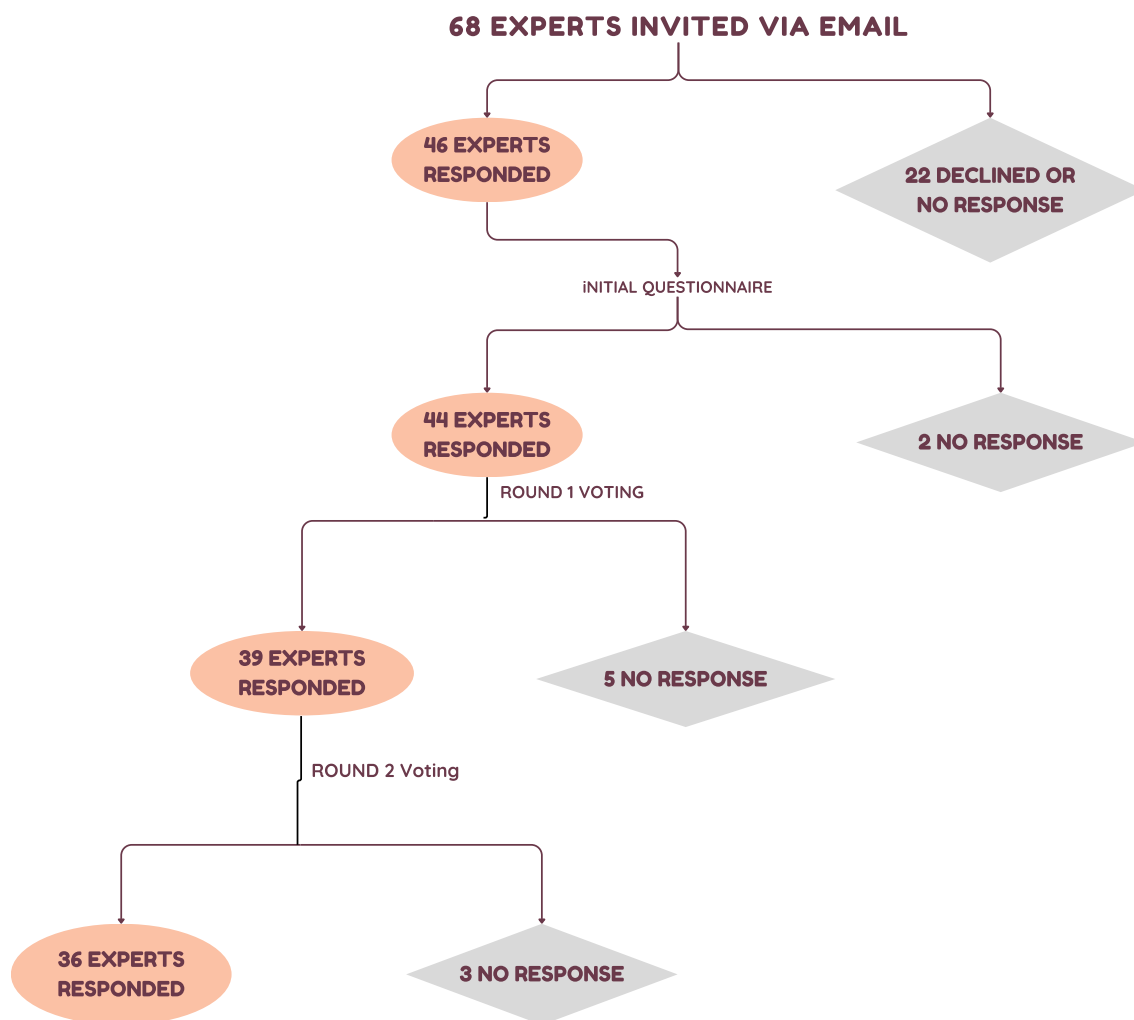 68 EXPERTS INVITED VIA EMAIL
46 EXPERTS
RESPONDED
22 DECLINED OR
NO RESPONSE
iNITIAL QUESTIONNAIRE
44 EXPERTS
RESPONDED
2 NO RESPONSE
ROUND 1 VOTING
39 EXPERTS
RESPONDED
5 NO RESPONSE
ROUND 2 Voting
36 EXPERTS
RESPONDED
3 NO RESPONSE